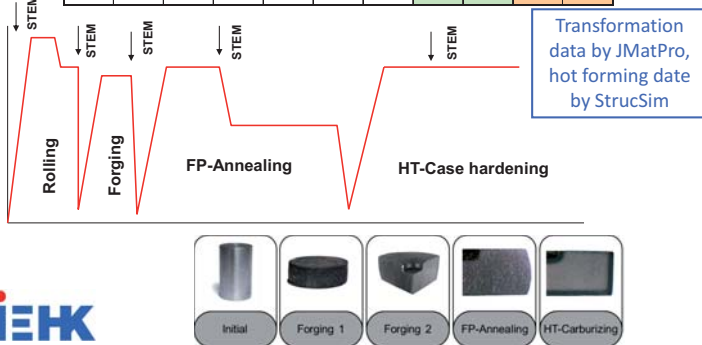 STEM
STEM
STEM
STEM
STEM
Transformation
data by JMatPro,
hot forming date
by StrucSim
Rolling
Forging
FP-Annealing
HT-Case hardening
IEHK
Initial
Forging 1
Forging 2
FP-Annealing
HT-Carburizing